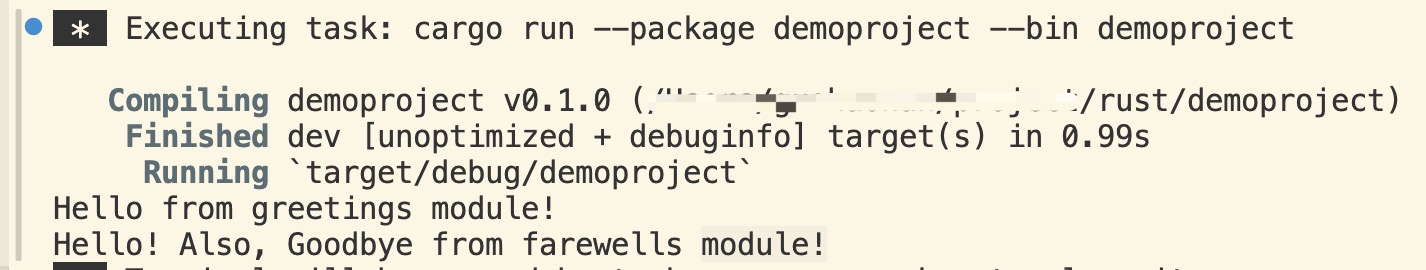 * Executing task: cargo run --package demoproject --bin demoproject
Compiling demoproject v0.1.0 (/rust/demoproject)
Finished dev [unoptimized + debuginfo] target(s) in 0.99s
Running `target/debug/demoproject`
Hello from greetings module!
Hello! Also, Goodbye from farewells module!